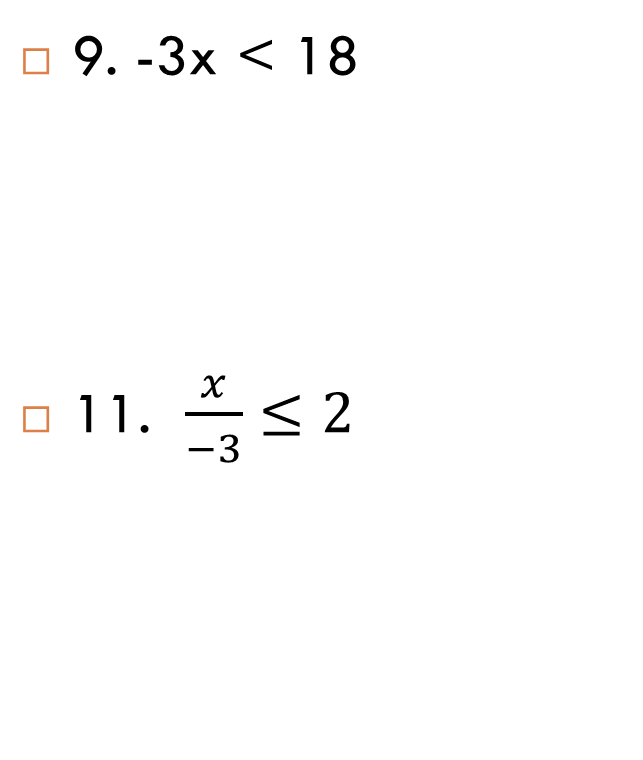 9. -3x < 18
11. x/−3 ≤ 2